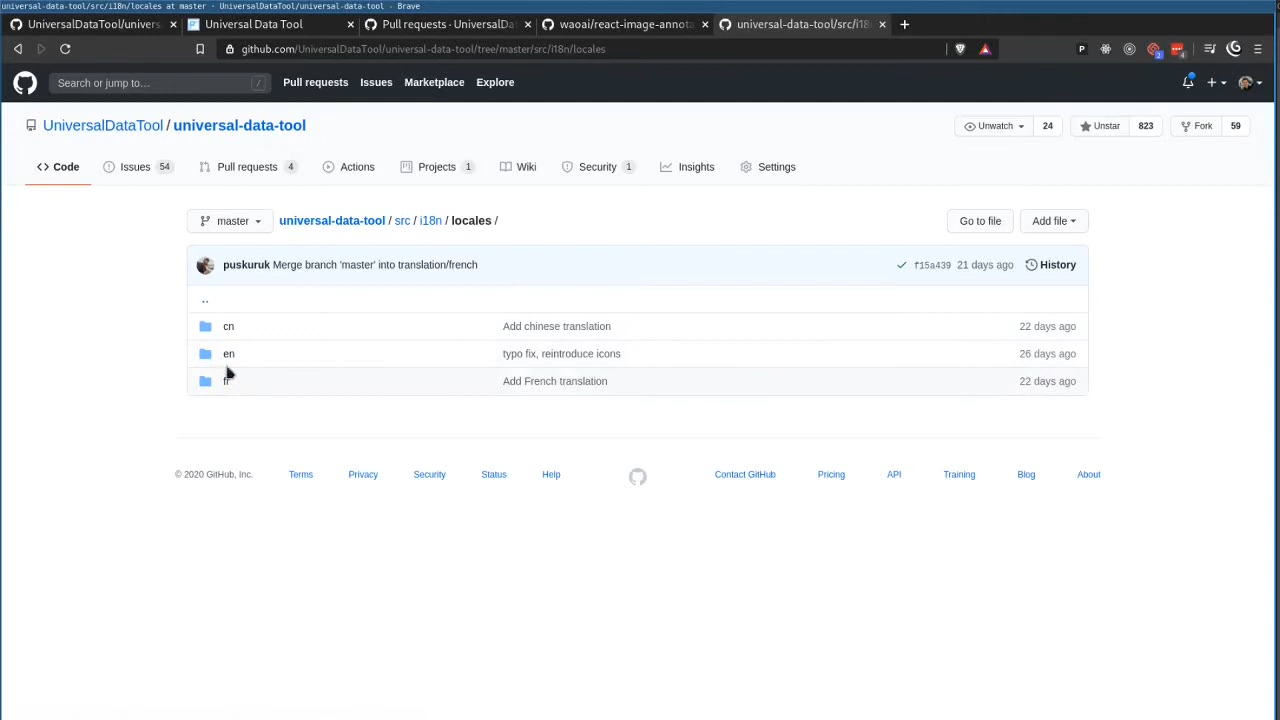 universal-data-tool/src/i18n/locales at master · UniversalDataTool/universal-data-tool - Brave
UniversalDataTool/univers
Universal Data Tool
Pull requests · UniversalDa
waoai/react-image-annota
universal-data-tool/src/i18
github.com/UniversalDataTool/universal-data-tool/tree/master/src/i18n/locales
P
2
4
Search or jump to…
/
Pull requests
Issues
Marketplace
Explore
UniversalDataTool / universal-data-tool
Unwatch 24
Unstar 823
Fork 59
Code
Issues 54
Pull requests 4
Actions
Projects 1
Wiki
Security 1
Insights
Settings
master
universal-data-tool / src / i18n / locales /
Go to file
Add file
puskuruk Merge branch 'master' into translation/french
f15a439 21 days ago
History
..
cn Add chinese translation 22 days ago
en typo fix, reintroduce icons 26 days ago
fr Add French translation 22 days ago
© 2020 GitHub, Inc.
Terms
Privacy
Security
Status
Help
Contact GitHub
Pricing
API
Training
Blog
About